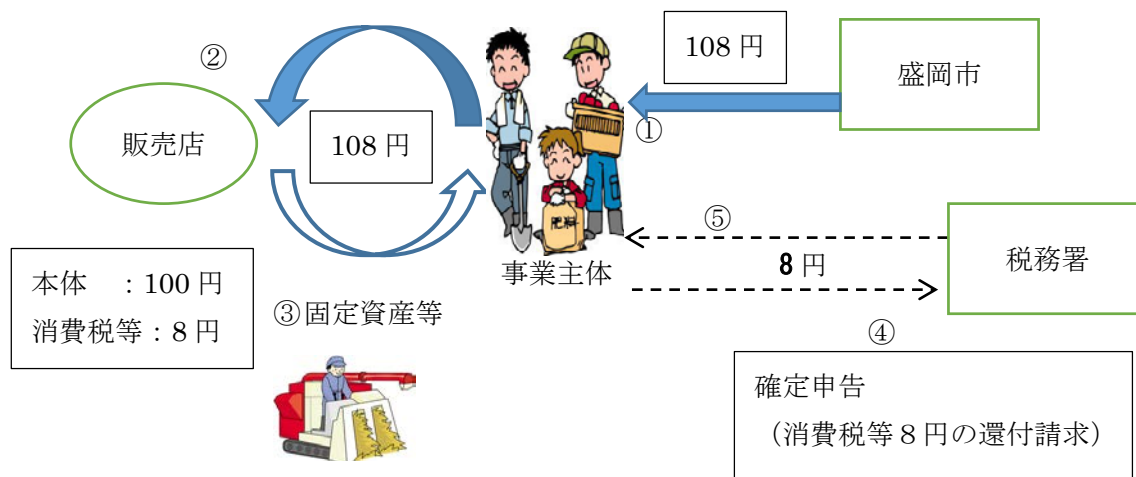 108 円
盛岡市
②
①
販売店
108 円
肥料
⑤
事業主体
8 円
税務署
本体　：100 円
消費税等：8 円
③固定資産等
④
確定申告
（消費税等８円の還付請求）